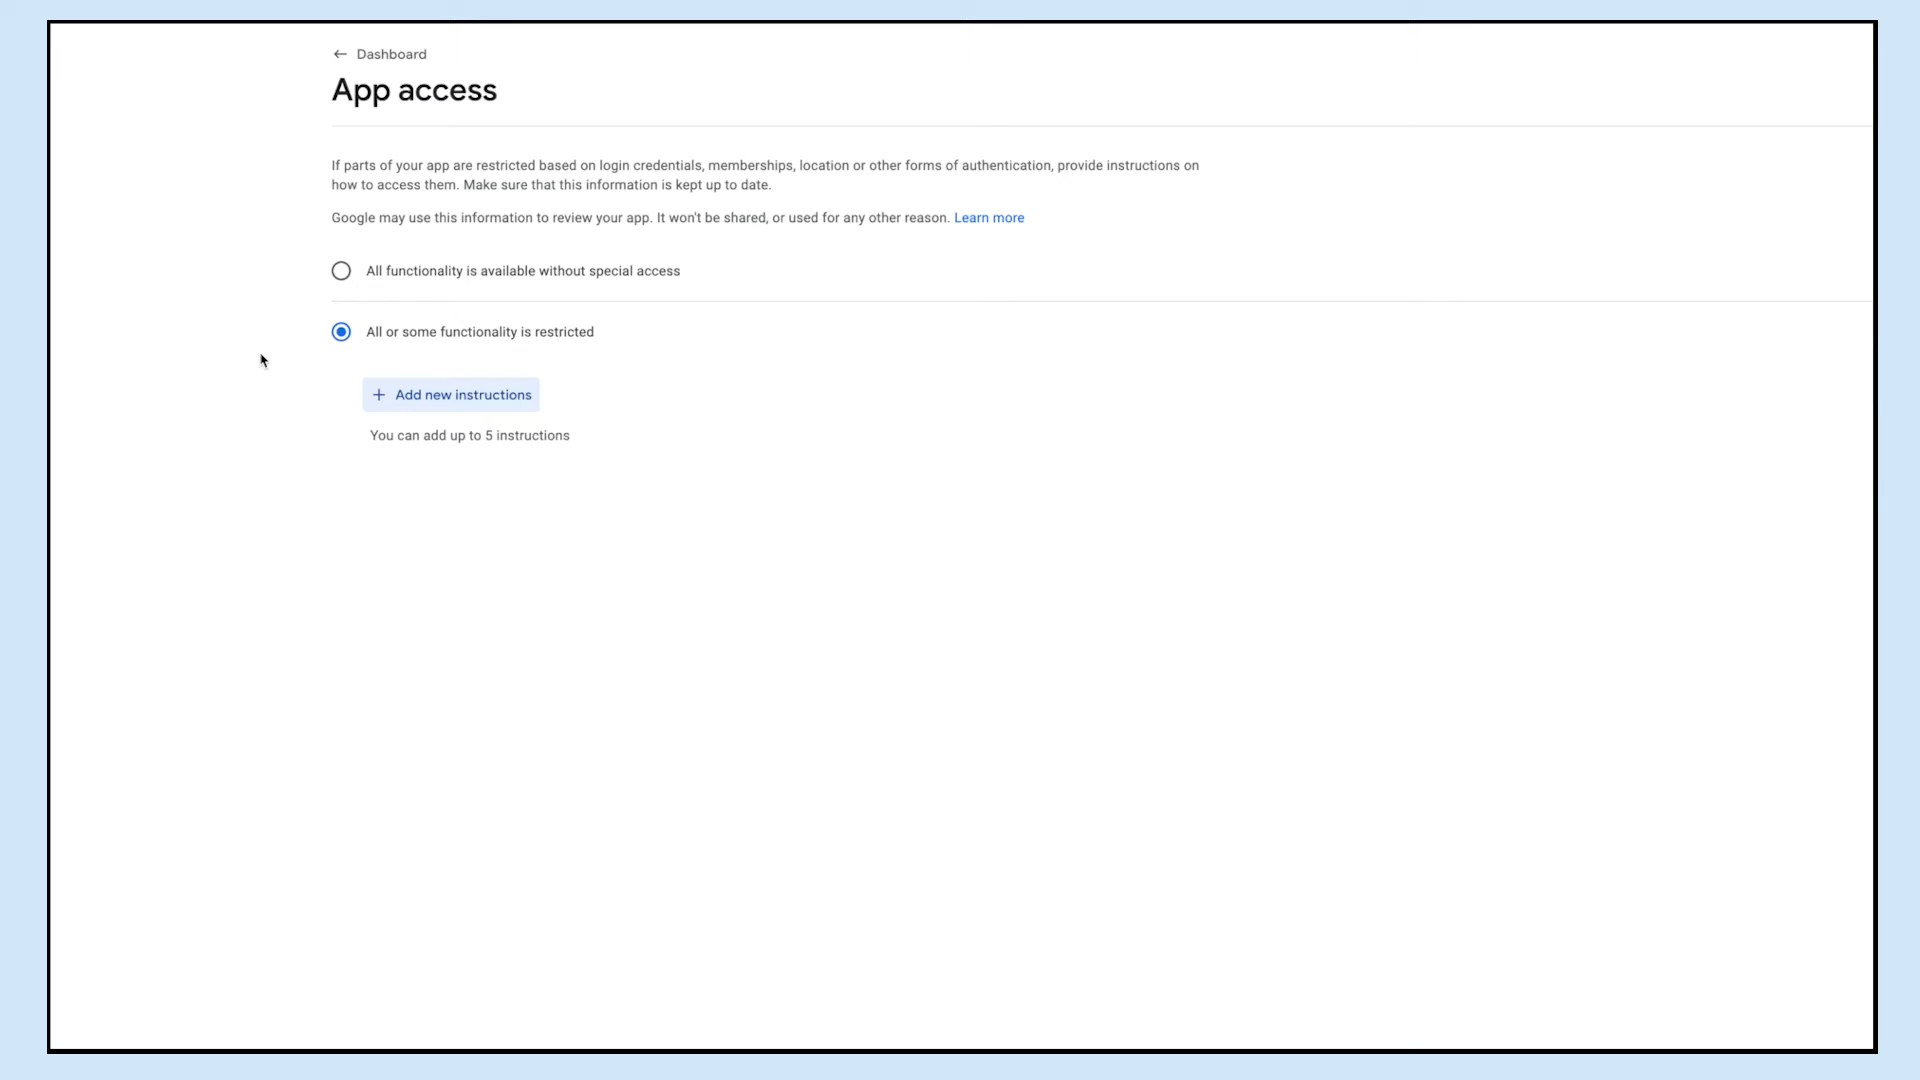 Dashboard
App access
If parts of your app are restricted based on login credentials, memberships, location or other forms of authentication, provide instructions on
how to access them. Make sure that this information is kept up to date.
Google may use this information to review your app. It won't be shared, or used for any other reason. Learn more
All functionality is available without special access
All or some functionality is restricted
+ Add new instructions
You can add up to 5 instructions